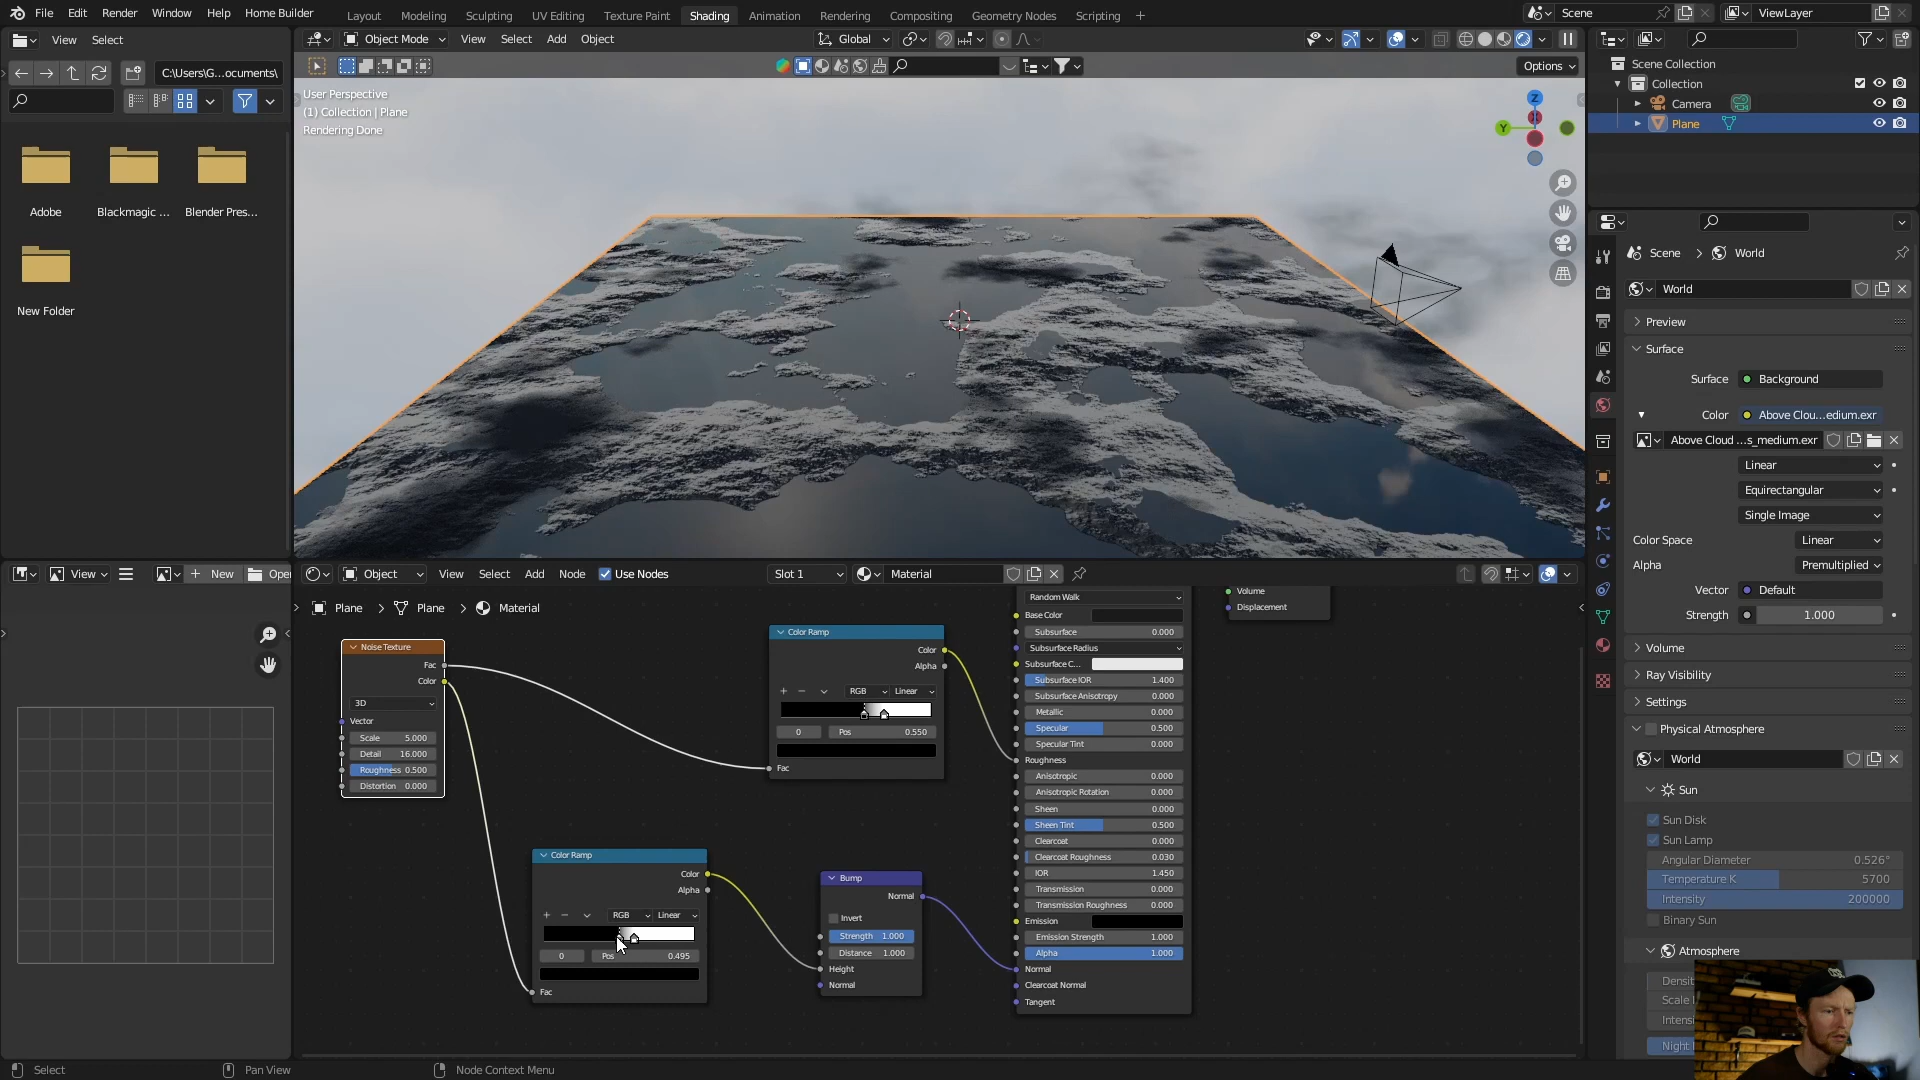 File Edit Render Window Help Home Builder
Layout Modeling Sculpting UV Editing Texture Paint Shading Animation Rendering Compositing Geometry Nodes Scripting +
Scene
ViewLayer
View Select
Object Mode View Select Add Object
Global
C:\Users\G...ocuments\
Options
User Perspective
(1) Collection | Plane
Rendering Done
Z
Y
Scene Collection
Collection
Camera
Plane
Adobe
Blackmagic ...
Blender Pres...
New Folder
Scene > World
World
Preview
Surface
Surface Background
Color Above Clou...edium.exr
Above Cloud ...s_medium.exr
Linear
Equirectangular
Single Image
Color Space Linear
Alpha Premultiplied
Vector Default
Strength 1.000
Volume
Ray Visibility
Settings
Physical Atmosphere
World
Sun
Sun Disk
Sun Lamp
Angular Diameter 0.526°
Temperature K 5700
Intensity 200000
Binary Sun
Atmosphere
Densit
Scale
Intensi
Night
View
+ New
Open
Object View Select Add Node Use Nodes
Slot 1
Material
Plane > Plane > Material
Noise Texture
Fac
Color
3D
Vector
Scale 5.000
Detail 16.000
Roughness 0.500
Distortion 0.000
Color Ramp
Color
Alpha
+ − RGB Linear
0 Pos 0.550
Fac
Color Ramp
Color
Alpha
+ − RGB Linear
0 Pos 0.495
Fac
Bump
Normal
Invert
Strength 1.000
Distance 1.000
Height
Normal
Random Walk
Base Color
Subsurface 0.000
Subsurface Radius
Subsurface C...
Subsurface IOR 1.400
Subsurface Anisotropy 0.000
Metallic 0.000
Specular 0.500
Specular Tint 0.000
Roughness
Anisotropic 0.000
Anisotropic Rotation 0.000
Sheen 0.000
Sheen Tint 0.500
Clearcoat 0.000
Clearcoat Roughness 0.030
IOR 1.450
Transmission 0.000
Transmission Roughness 0.000
Emission
Emission Strength 1.000
Alpha 1.000
Normal
Clearcoat Normal
Tangent
Volume
Displacement
Select
Pan View
Node Context Menu